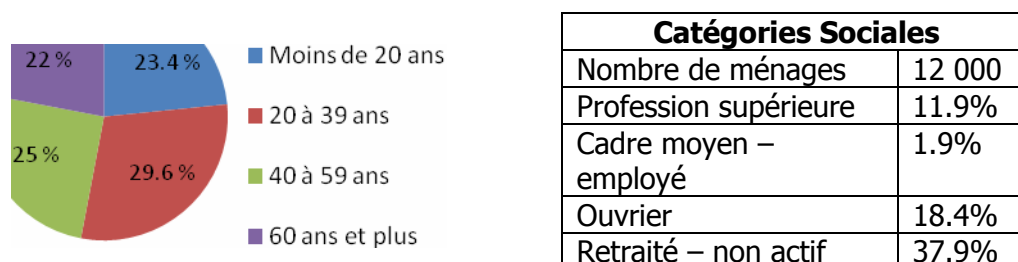 22 %
23.4 %
25 %
29.6 %
Moins de 20 ans
20 à 39 ans
40 à 59 ans
60 ans et plus
Catégories Sociales
Nombre de ménages 12 000
Profession supérieure 11.9%
Cadre moyen – 1.9%
employé
Ouvrier 18.4%
Retraité – non actif 37.9%